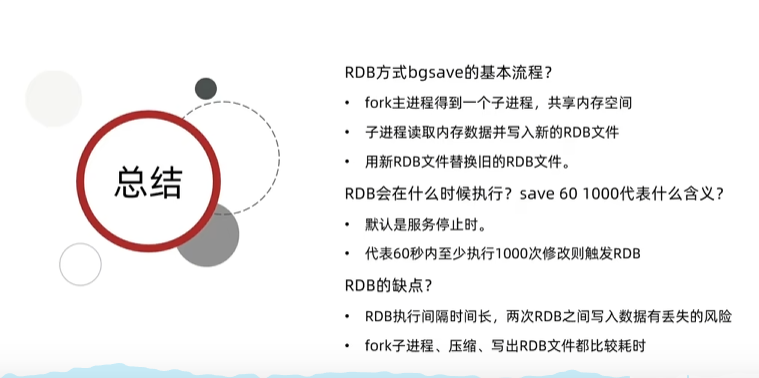 总结
RDB方式bgsave的基本流程？
• fork主进程得到一个子进程，共享内存空间
• 子进程读取内存数据并写入新的RDB文件
• 用新RDB文件替换旧的RDB文件。
RDB会在什么时候执行？save 60 1000代表什么含义？
• 默认是服务停止时。
• 代表60秒内至少执行1000次修改则触发RDB
RDB的缺点？
• RDB执行间隔时间长，两次RDB之间写入数据有丢失的风险
• fork子进程、压缩、写出RDB文件都比较耗时